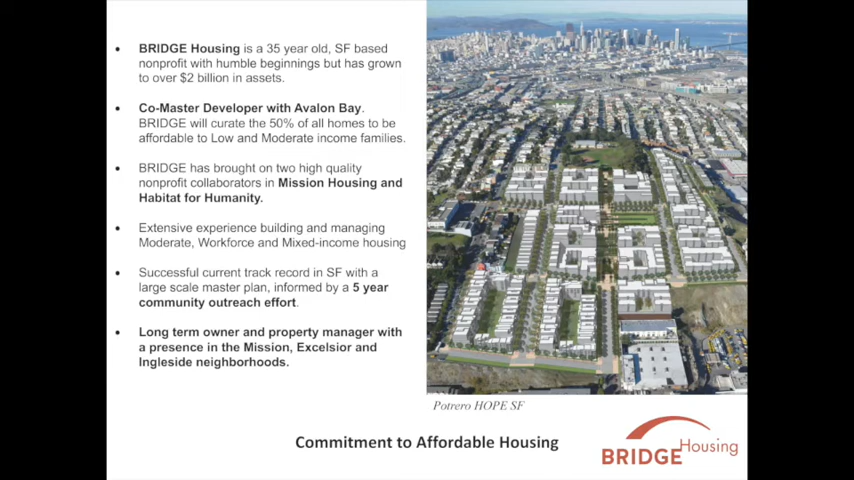 BRIDGE Housing is a 35 year old, SF based
nonprofit with humble beginnings but has grown
to over $2 billion in assets.
Co-Master Developer with Avalon Bay.
BRIDGE will curate the 50% of all homes to be
affordable to Low and Moderate income families.
BRIDGE has brought on two high quality
nonprofit collaborators in Mission Housing and
Habitat for Humanity.
Extensive experience building and managing
Moderate, Workforce and Mixed-income housing
Successful current track record in SF with a
large scale master plan, informed by a 5 year
community outreach effort.
Long term owner and property manager with
a presence in the Mission, Excelsior and
Ingleside neighborhoods.
Potrero HOPE SF
Commitment to Affordable Housing
BRIDGE Housing